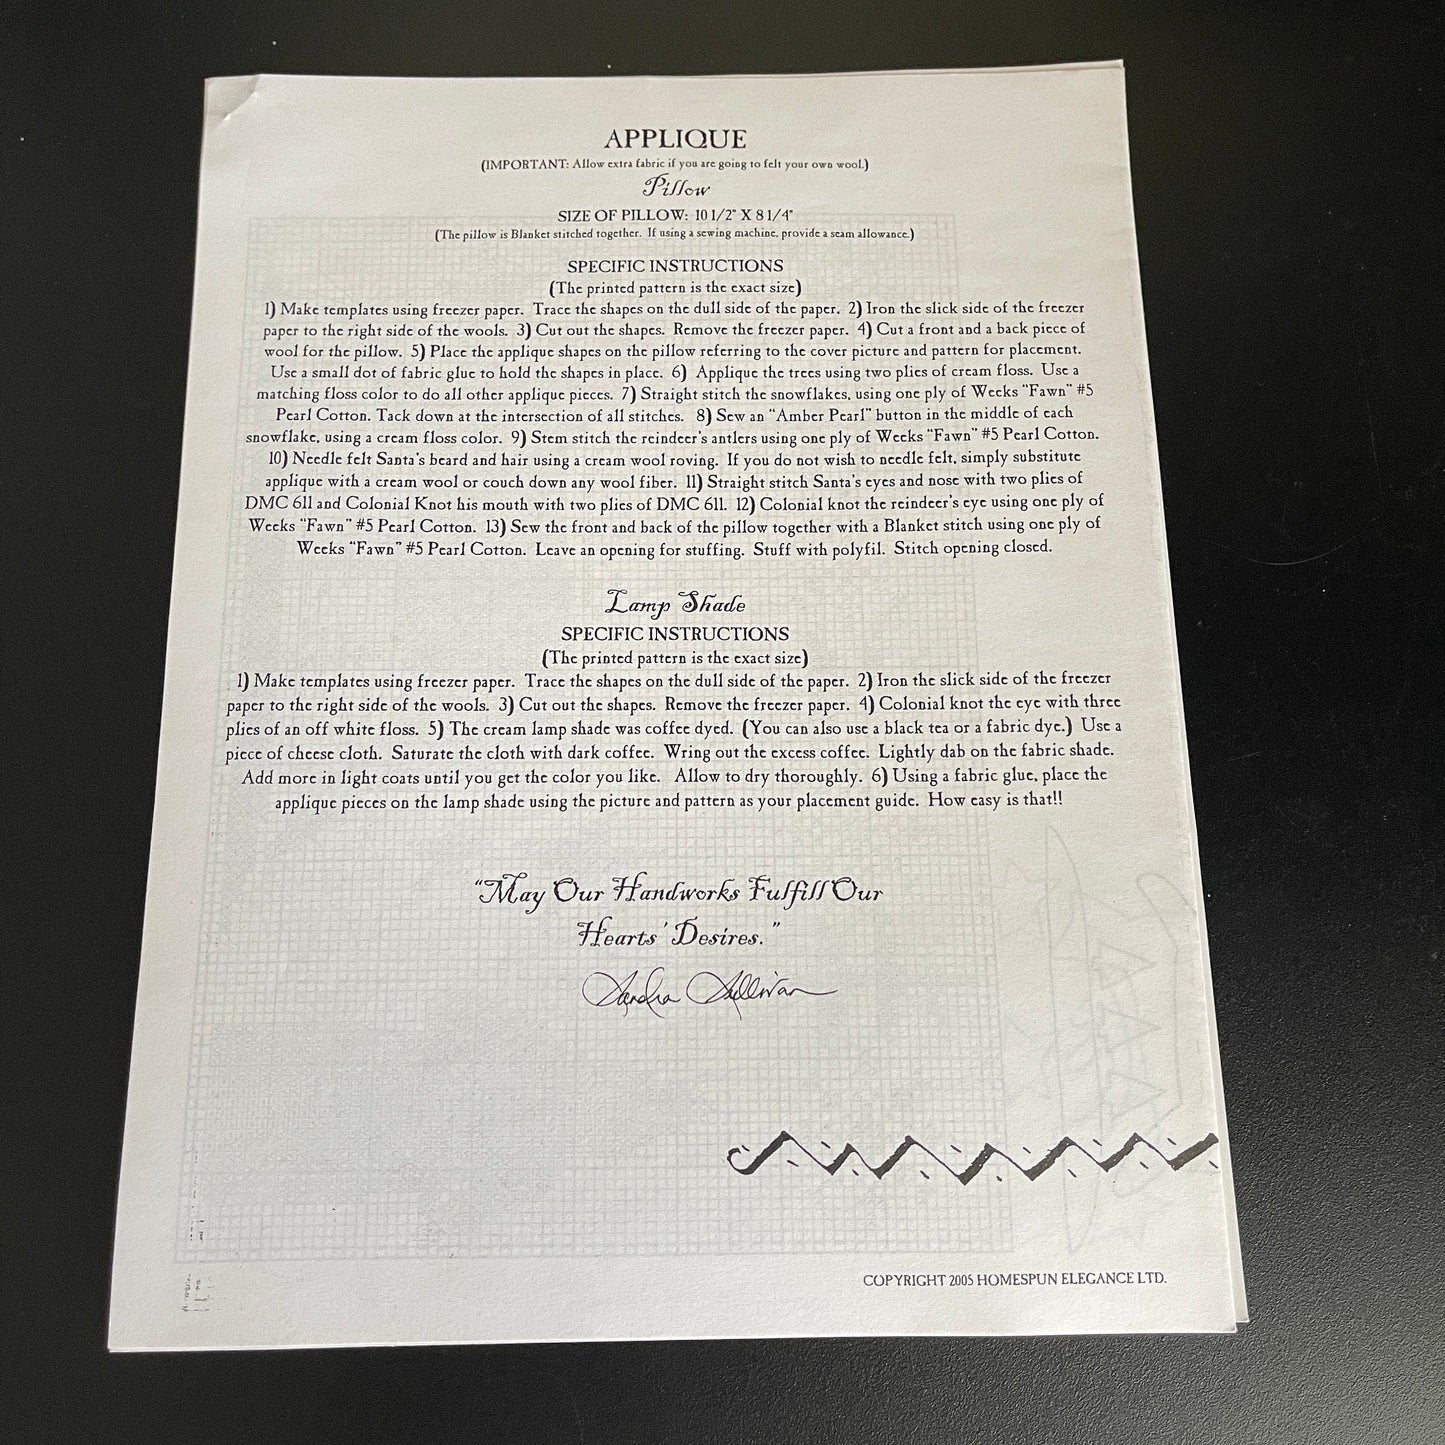 APPLIQUE
(IMPORTANT: Allow extra fabric if you are going to felt your own wool.)
Pillow
SIZE OF PILLOW: 10 1/2" X 8 1/4"
(The pillow is Blanket stitched together. If using a sewing machine, provide a seam allowance.)
SPECIFIC INSTRUCTIONS
(The printed pattern is the exact size)
1) Make templates using freezer paper. Trace the shapes on the dull side of the paper. 2) Iron the slick side of the freezer
paper to the right side of the wools. 3) Cut out the shapes. Remove the freezer paper. 4) Cut a front and a back piece of
wool for the pillow. 5) Place the applique shapes on the pillow referring to the cover picture and pattern for placement.
Use a small dot of fabric glue to hold the shapes in place. 6) Applique the trees using two plies of cream floss. Use a
matching floss color to do all other applique pieces. 7) Straight stitch the snowflakes, using one ply of Weeks "Fawn" #5
Pearl Cotton. Tack down at the intersection of all stitches. 8) Sew an "Amber Pearl" button in the middle of each
snowflake, using a cream floss color. 9) Stem stitch the reindeer's antlers using one ply of Weeks "Fawn" #5 Pearl Cotton.
10) Needle felt Santa's beard and hair using a cream wool roving. If you do not wish to needle felt, simply substitute
applique with a cream wool or couch down any wool fiber. 11) Straight stitch Santa's eyes and nose with two plies of
DMC 611 and Colonial Knot his mouth with two plies of DMC 611. 12) Colonial knot the reindeer's eye using one ply of
Weeks "Fawn" #5 Pearl Cotton. 13) Sew the front and back of the pillow together with a Blanket stitch using one ply of
Weeks "Fawn" #5 Pearl Cotton. Leave an opening for stuffing. Stuff with polyfil. Stitch opening closed.
Lamp Shade
SPECIFIC INSTRUCTIONS
(The printed pattern is the exact size)
1) Make templates using freezer paper. Trace the shapes on the dull side of the paper. 2) Iron the slick side of the freezer
paper to the right side of the wools. 3) Cut out the shapes. Remove the freezer paper. 4) Colonial knot the eye with three
plies of an off white floss. 5) The cream lamp shade was coffee dyed. (You can also use a black tea or a fabric dye.) Use a
piece of cheese cloth. Saturate the cloth with dark coffee. Wring out the excess coffee. Lightly dab on the fabric shade.
Add more in light coats until you get the color you like. Allow to dry thoroughly. 6) Using a fabric glue, place the
applique pieces on the lamp shade using the picture and pattern as your placement guide. How easy is that!!
"May Our Handworks Fulfill Our
Hearts' Desires."
Sandra Sullivan
COPYRIGHT 2005 HOMESPUN ELEGANCE LTD.